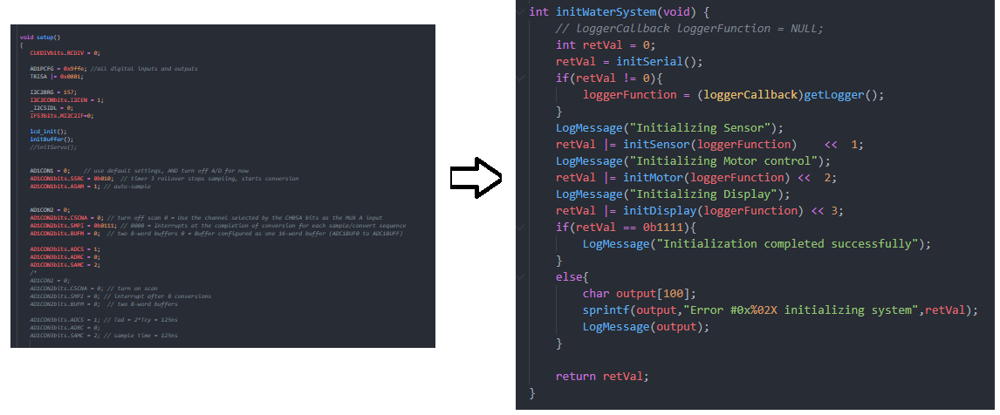 void setup()
{
CLKDIVbits.RCDIV = 0;
AD1PCFG = 0x9ffe; //all digital inputs and outputs
TRISA |= 0x0001;
I2C2BRG = 157;
I2C2CONbits.I2CEN = 1;
_I2CSIDL = 0;
IFS3bits.MI2C2IF=0;
lcd_init();
initBuffer();
//initServo();
AD1CON1 = 0; // use default settings, AND turn off A/D for now
AD1CON1bits.SSRC = 0b010; // timer 3 rollover stops sampling, starts conversion
AD1CON1bits.ASAM = 1; // auto-sample
AD1CON2 = 0;
AD1CON2bits.CSCNA = 0; // turn off scan 0 = Use the channel selected by the CH0SA bits as the MUX A input
AD1CON2bits.SMPI = 0b0111; // 0000 = Interrupts at the completion of conversion for each sample/convert sequence
AD1CON2bits.BUFM = 0; // two 8-word buffers 0 = Buffer configured as one 16-word buffer (ADC1BUF0 to ADC1BUFF)
AD1CON3bits.ADCS = 1;
AD1CON3bits.ADRC = 0;
AD1CON3bits.SAMC = 2;
/*
AD1CON2 = 0;
AD1CON2bits.CSCNA = 0; // turn on scan
AD1CON2bits.SMPI = 0; // interrupt after 8 conversions
AD1CON2bits.BUFM = 0; // two 8-word buffers
AD1CON3bits.ADCS = 1; // Tad = 2*Tcy = 125ns
AD1CON3bits.ADRC = 0;
AD1CON3bits.SAMC = 2; // sample time = 125ns
int initWaterSystem(void) {
// loggerCallback loggerFunction = NULL;
int retVal = 0;
retVal = initSerial();
if(retVal != 0){
loggerFunction = (loggerCallback)getLogger();
}
LogMessage("Initializing Sensor");
retVal |= initSensor(loggerFunction) << 1;
LogMessage("Initializing Motor control");
retVal |= initMotor(loggerFunction) << 2;
LogMessage("Initializing Display");
retVal |= initDisplay(loggerFunction) << 3;
if(retVal == 0b1111){
LogMessage("Initialization completed successfully");
}
else{
char output[100];
sprintf(output,"Error #0x%02X initializing system",retVal);
LogMessage(output);
}
return retVal;
}